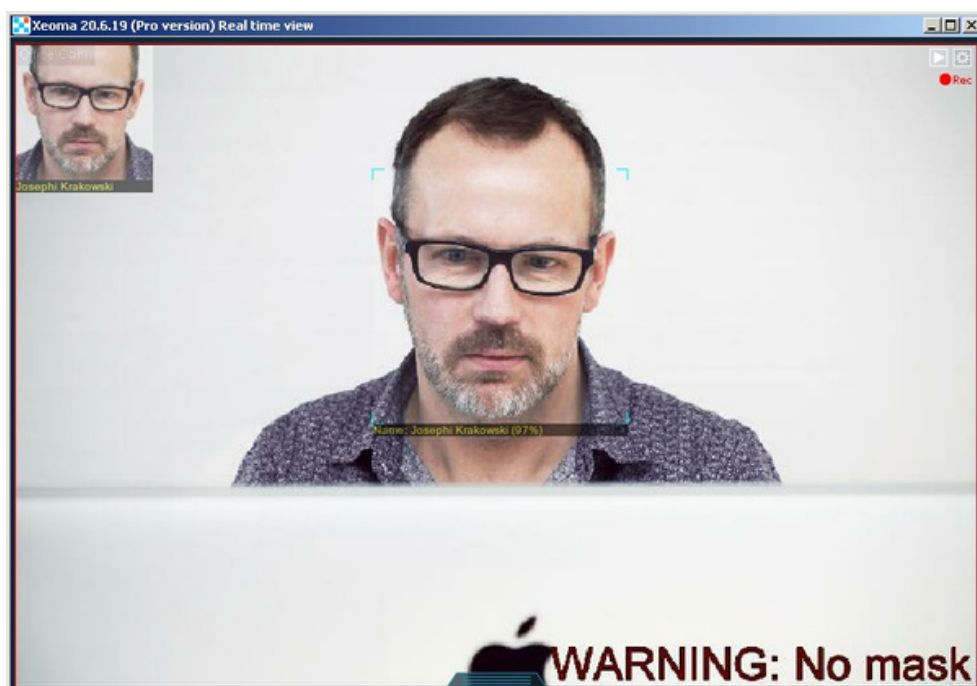 Xeoma 20.6.19 (Pro version) Real time view
Rec
Josephi Krakowski
Name: Josephi Krakowski (97%)
WARNING: No mask